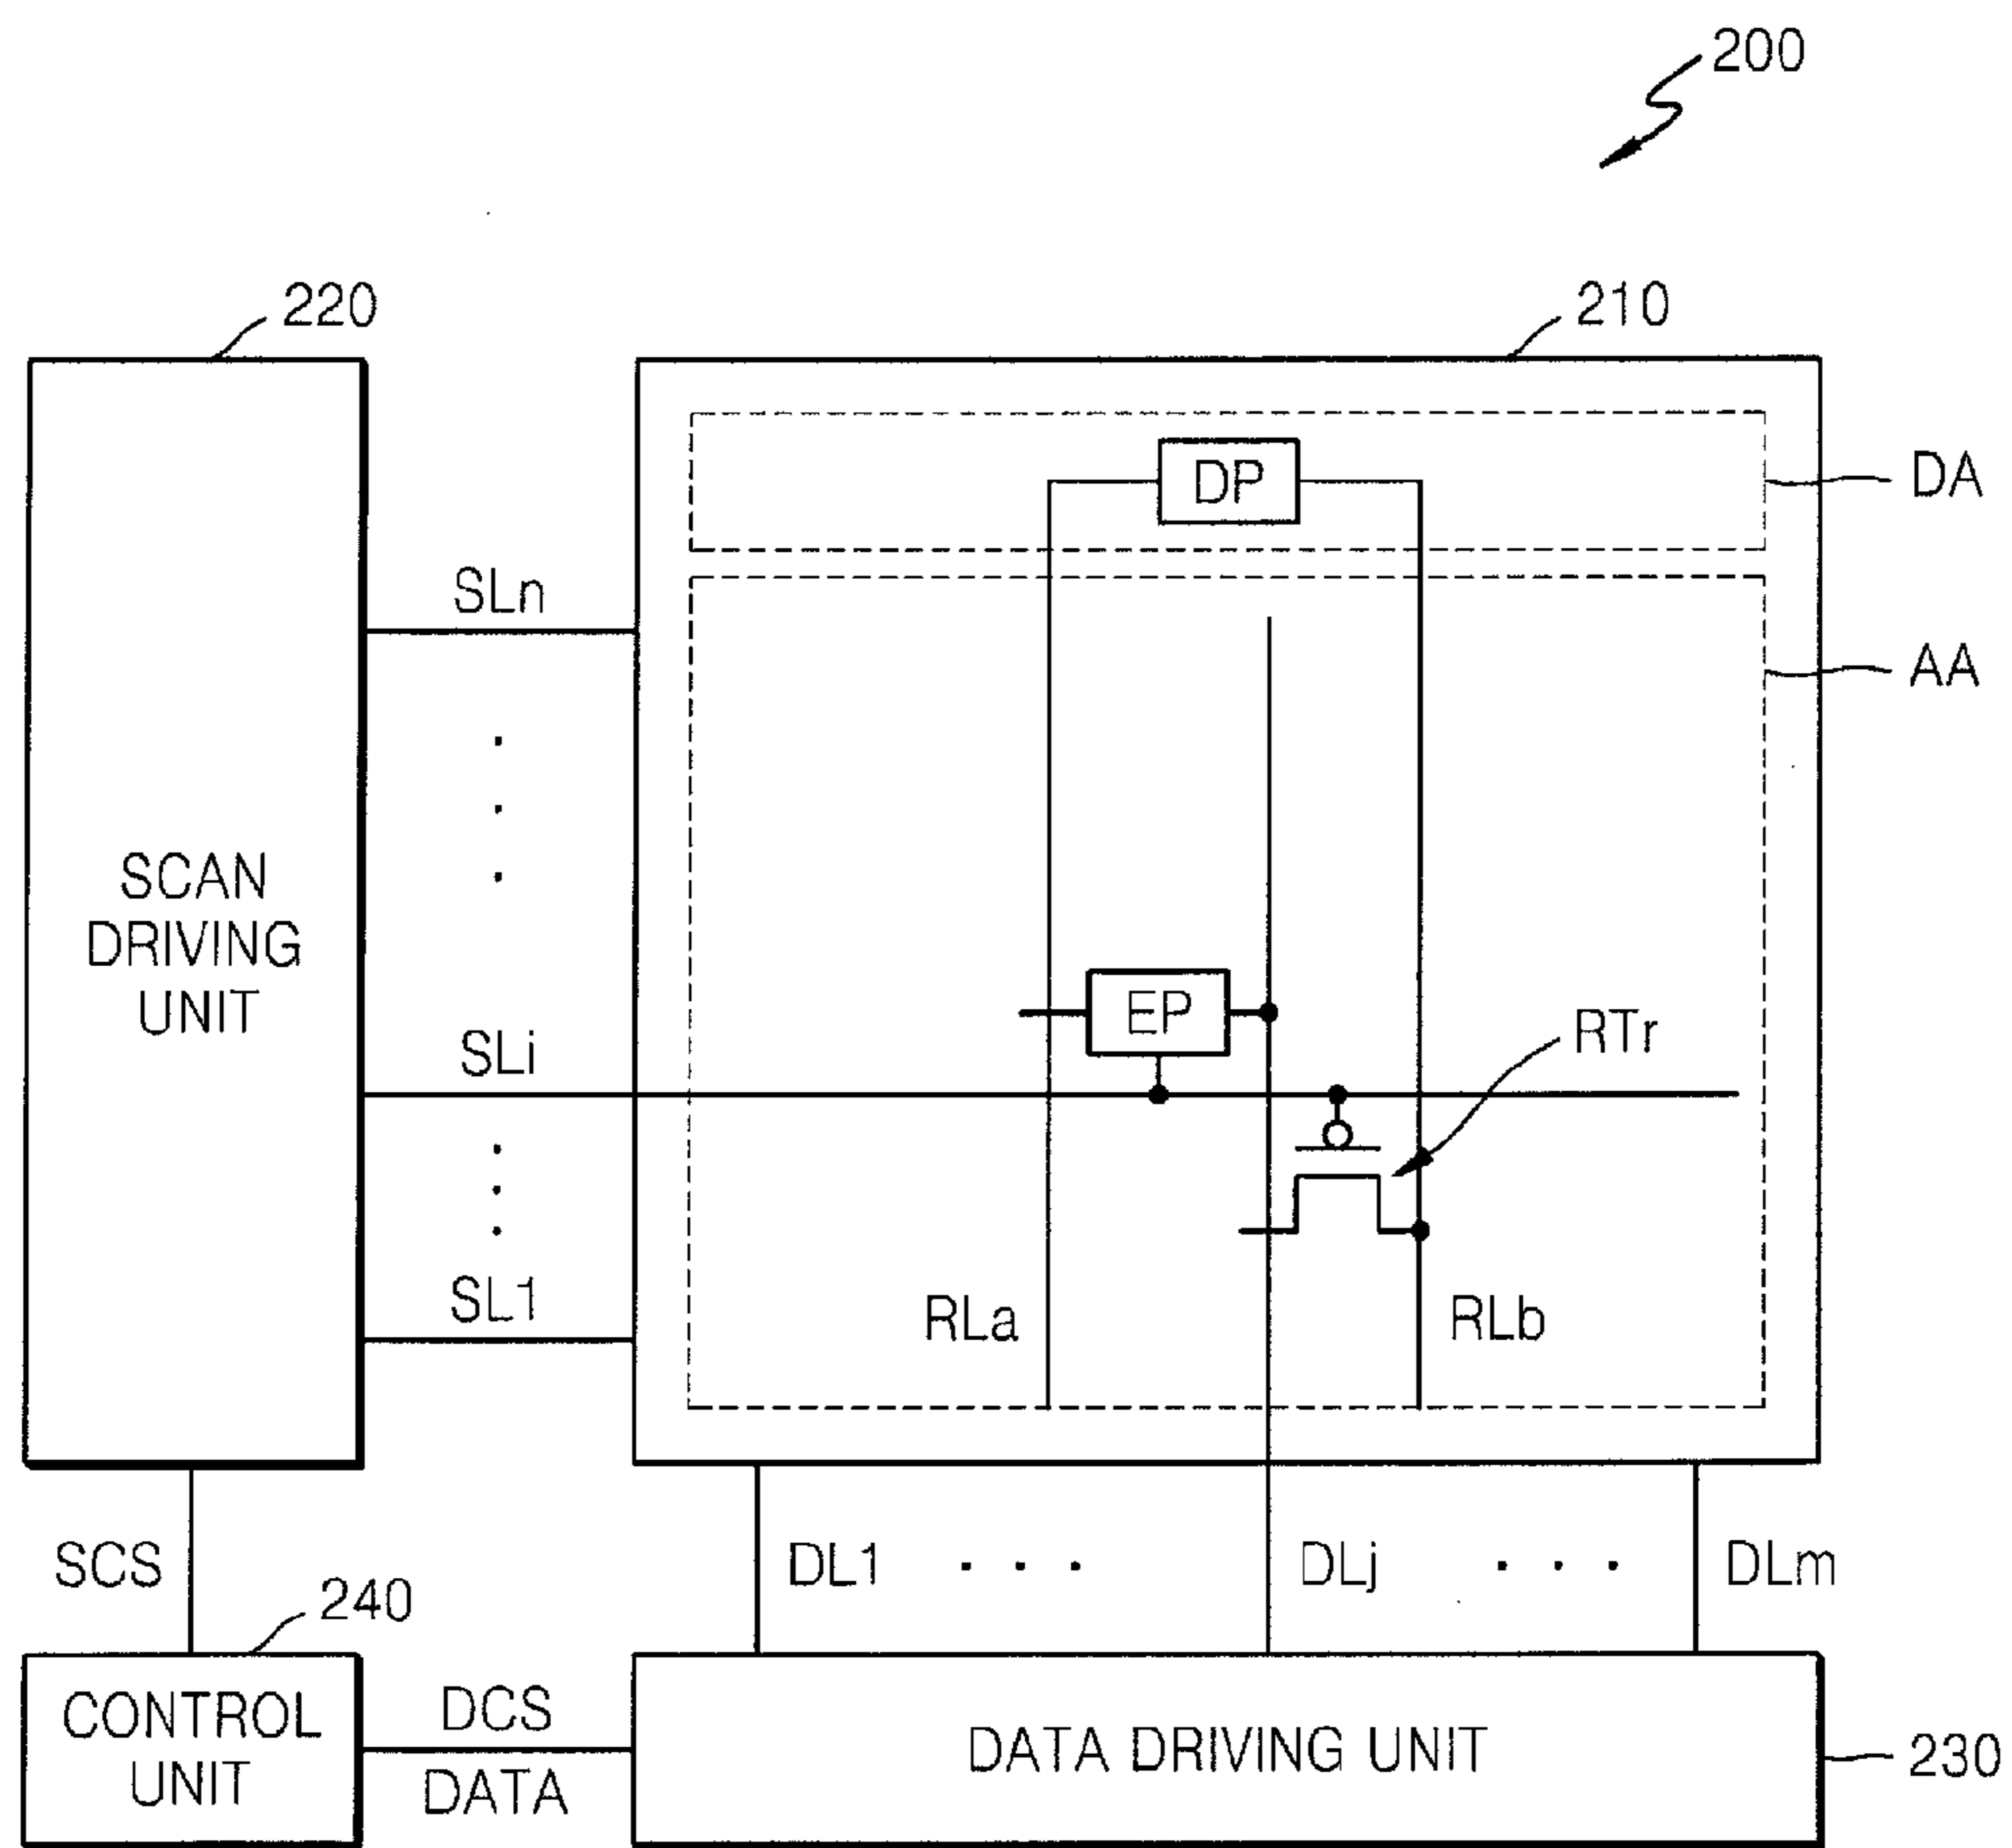 200
220
210
DP
DA
SLn
AA
SCAN
DRIVING
UNIT
EP
RTr
SLi
SL1
RLa
RLb
SCS
DL1 . . . DLj . . . DLm
240
CONTROL
UNIT
DCS
DATA
DATA DRIVING UNIT
230